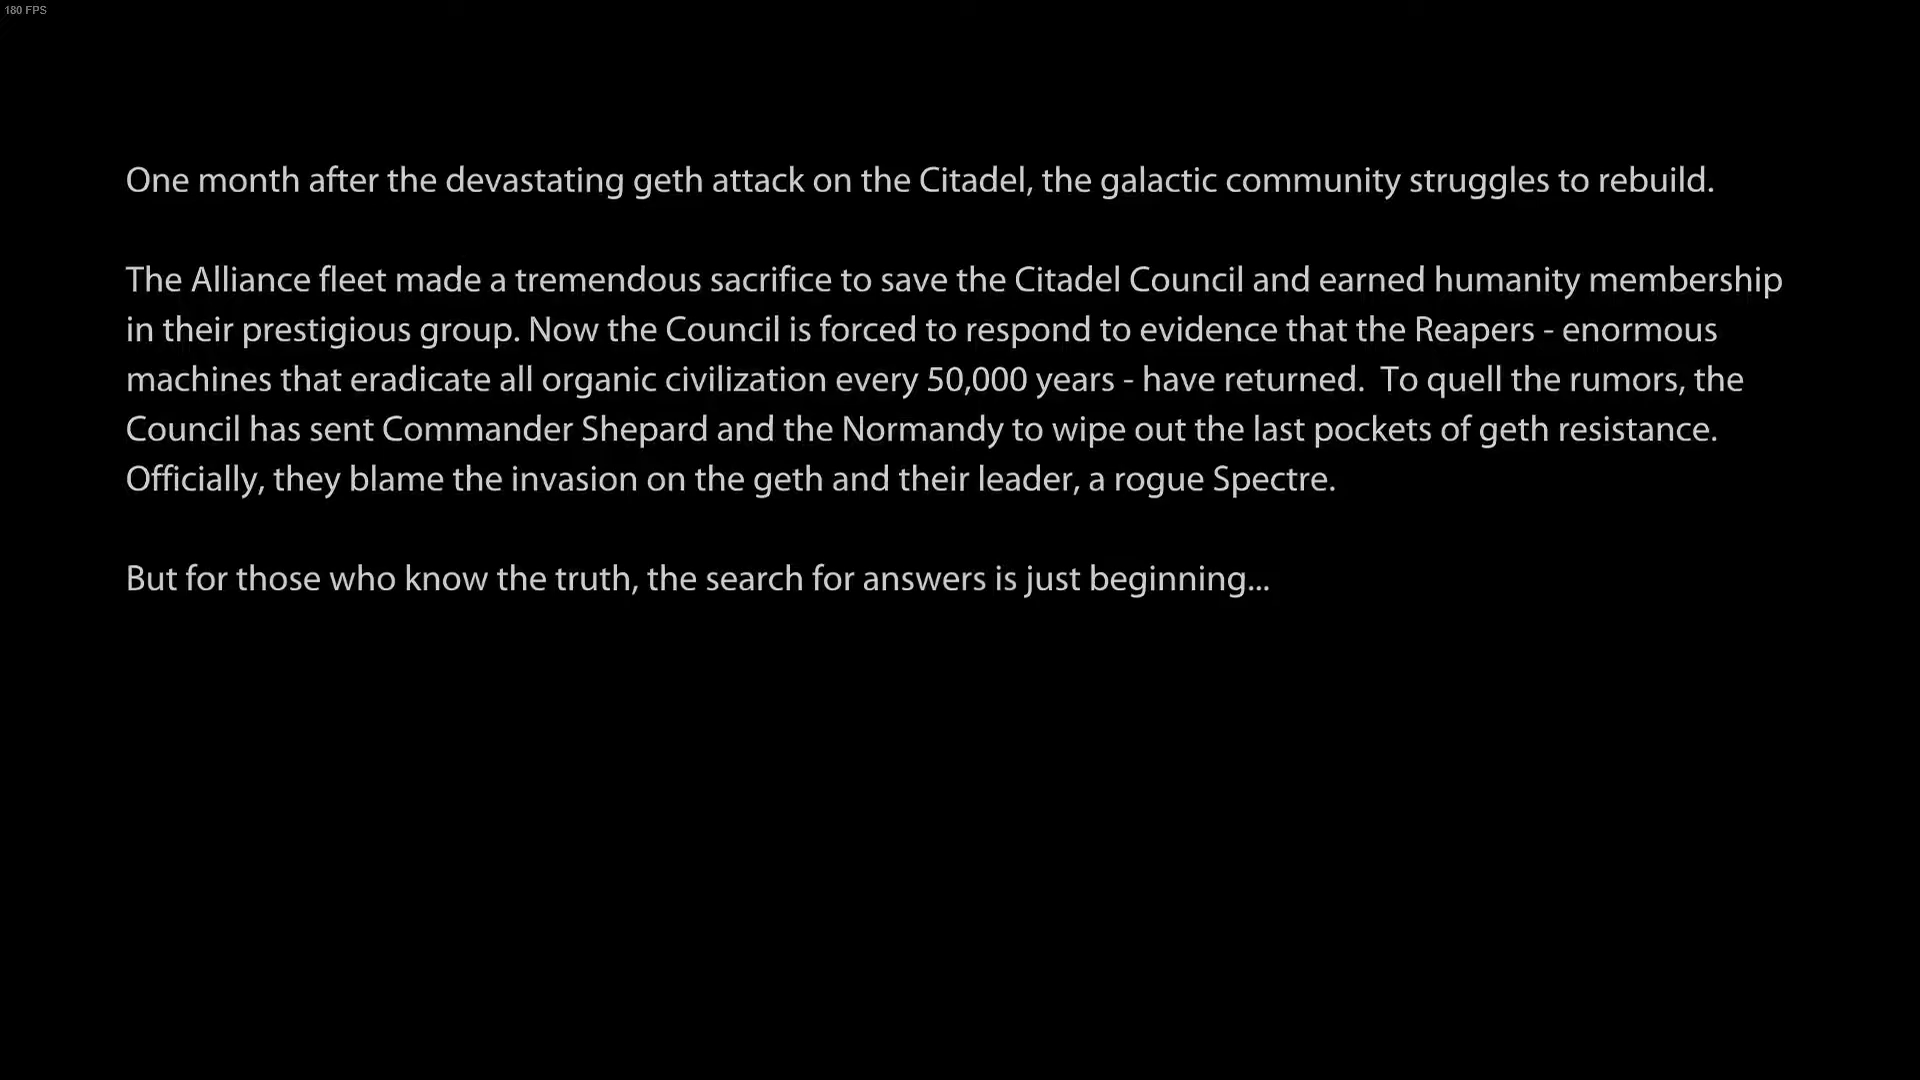 180 FPS
One month after the devastating geth attack on the Citadel, the galactic community struggles to rebuild.
The Alliance fleet made a tremendous sacrifice to save the Citadel Council and earned humanity membership
in their prestigious group. Now the Council is forced to respond to evidence that the Reapers - enormous
machines that eradicate all organic civilization every 50,000 years - have returned.  To quell the rumors, the
Council has sent Commander Shepard and the Normandy to wipe out the last pockets of geth resistance.
Officially, they blame the invasion on the geth and their leader, a rogue Spectre.
But for those who know the truth, the search for answers is just beginning...